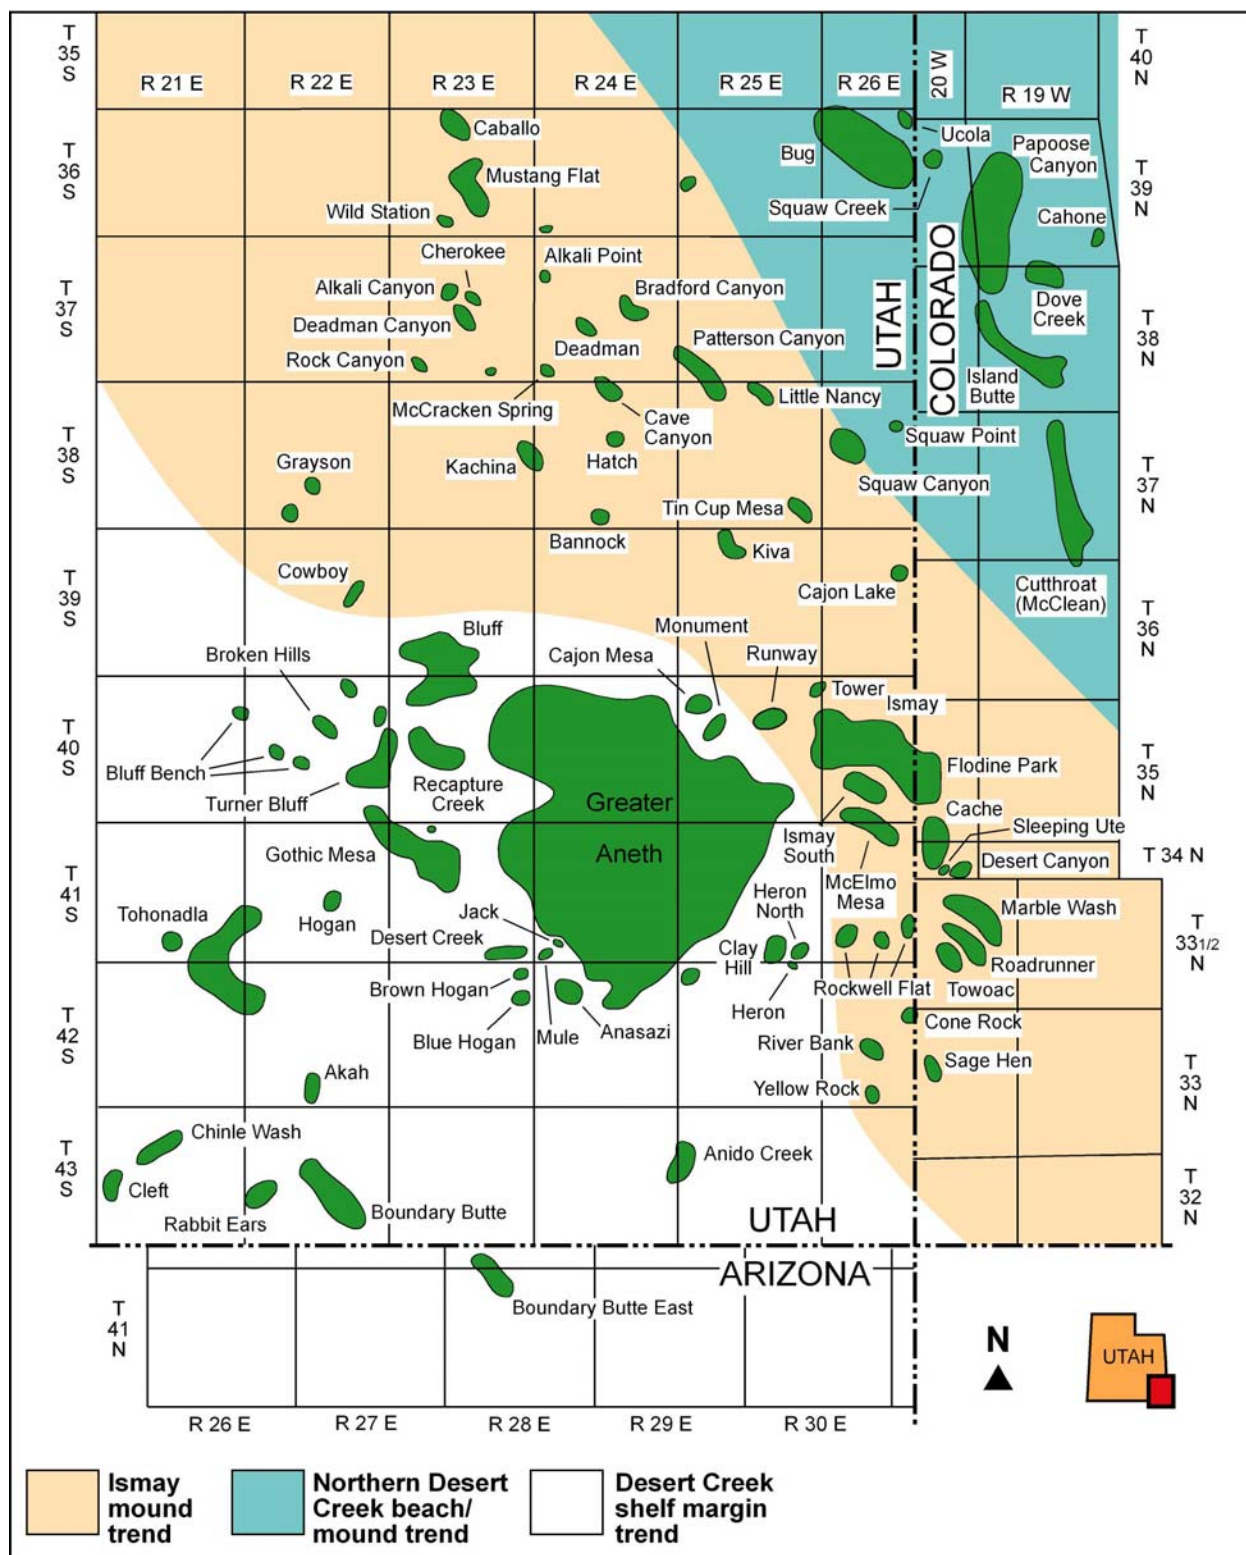 T
35
S
R 21 E
R 22 E
R 23 E
R 24 E
R 25 E
R 26 E
20 W
R 19 W
T
40
N
Caballo
Ucola
Bug
Papoose
Canyon
T
36
S
Mustang Flat
T
39
N
Squaw Creek
Wild Station
Cahone
Cherokee
Alkali Point
Alkali Canyon
Bradford Canyon
T
37
S
Deadman Canyon
Dove
Creek
Deadman
Patterson Canyon
UTAH
COLORADO
T
38
N
Rock Canyon
Island
Butte
McCracken Spring
Little Nancy
Cave
Canyon
Squaw Point
T
38
S
Grayson
Kachina
Hatch
Squaw Canyon
T
37
N
Tin Cup Mesa
Bannock
Kiva
Cowboy
Cajon Lake
Cutthroat
(McClean)
T
39
S
T
36
N
Bluff
Monument
Broken Hills
Cajon Mesa
Runway
Tower
Ismay
T
40
S
Bluff Bench
Recapture
Creek
Flodine Park
T
35
N
Turner Bluff
Greater
Aneth
Cache
Sleeping Ute
Ismay
South
Gothic Mesa
Desert Canyon
T 34 N
T
41
S
McElmo
Mesa
Heron
North
Marble Wash
Tohonadla
Hogan
Jack
Desert Creek
Clay
Hill
T
33 1/2
N
Roadrunner
Brown Hogan
Rockwell Flat
Towoac
Heron
Cone Rock
T
42
S
Blue Hogan
Mule
Anasazi
River Bank
Sage Hen
Akah
Yellow Rock
T
33
N
Chinle Wash
Anido Creek
T
43
S
Cleft
Rabbit Ears
Boundary Butte
T
32
N
UTAH
ARIZONA
Boundary Butte East
T
41
N
N
UTAH
R 26 E
R 27 E
R 28 E
R 29 E
R 30 E
Ismay
mound
trend
Northern Desert
Creek beach/
mound trend
Desert Creek
shelf margin
trend